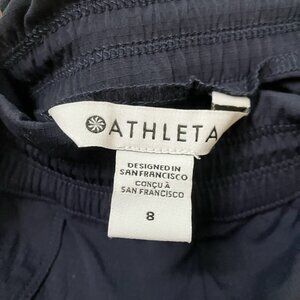 ATHLETA
DESIGNED IN
SAN FRANCISCO
CONÇU À
SAN FRANCISCO
8